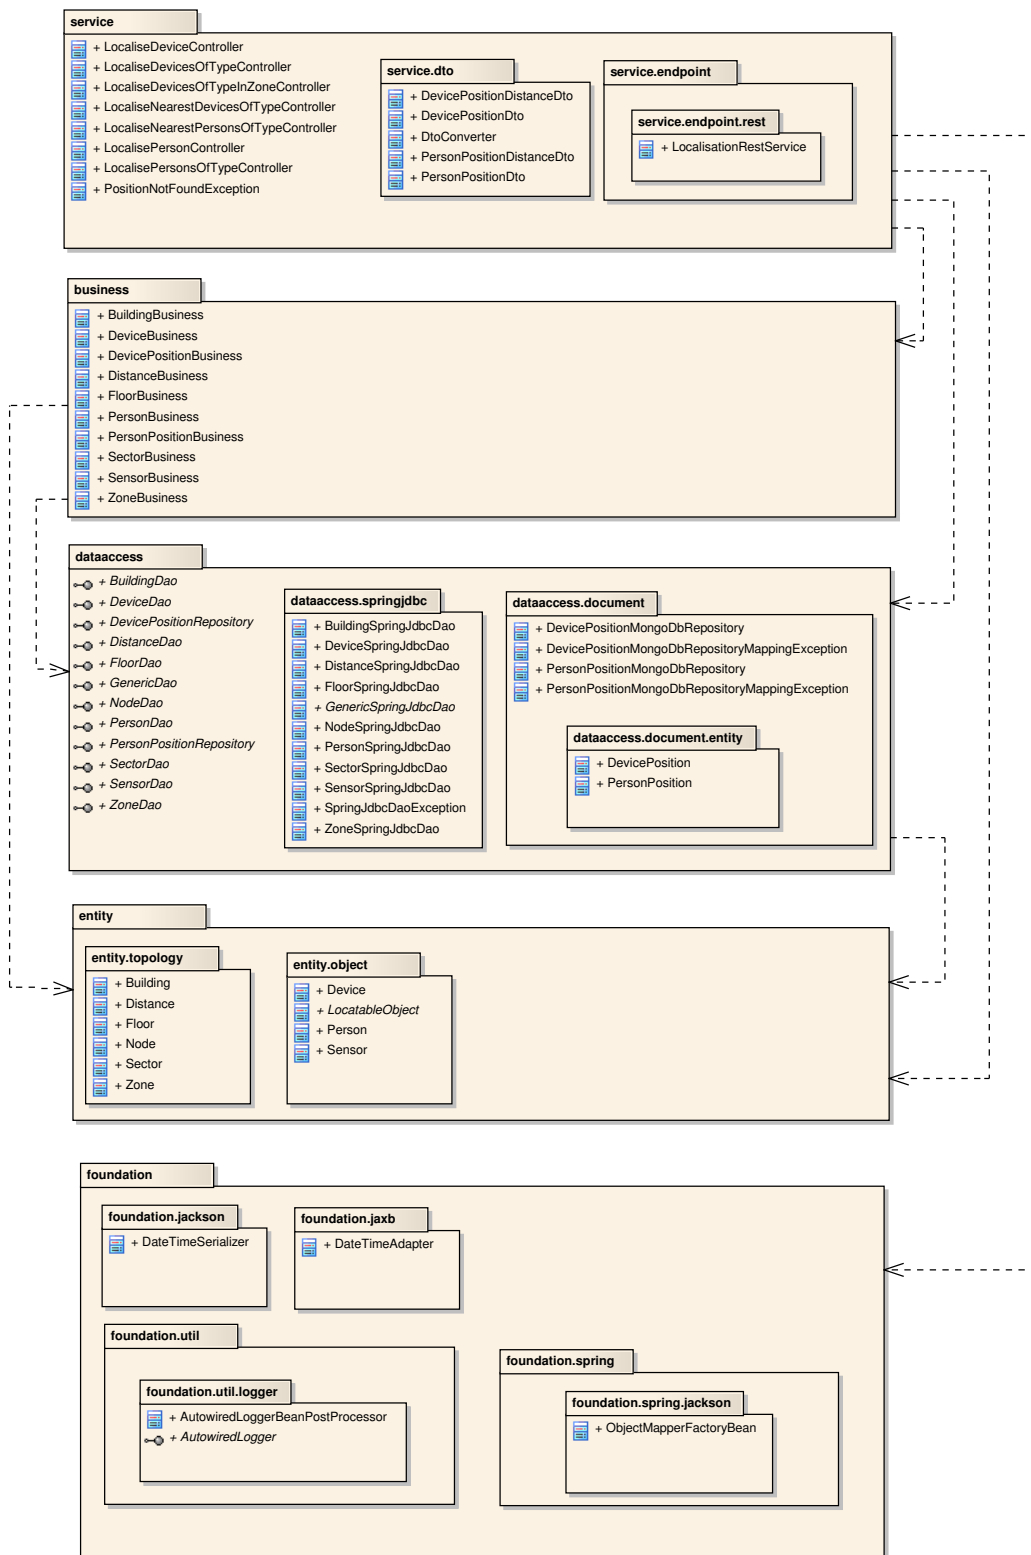 service
+ LocaliseDeviceController
+ LocaliseDevicesOfTypeController
+ LocaliseDevicesOfTypeInZoneController
+ LocaliseNearestDevicesOfTypeController
+ LocaliseNearestPersonsOfTypeController
+ LocalisePersonController
+ LocalisePersonsOfTypeController
+ PositionNotFoundException
service.dto
+ DevicePositionDistanceDto
+ DevicePositionDto
+ DtoConverter
+ PersonPositionDistanceDto
+ PersonPositionDto
service.endpoint
service.endpoint.rest
+ LocalisationRestService
business
+ BuildingBusiness
+ DeviceBusiness
+ DevicePositionBusiness
+ DistanceBusiness
+ FloorBusiness
+ PersonBusiness
+ PersonPositionBusiness
+ SectorBusiness
+ SensorBusiness
+ ZoneBusiness
dataaccess
+ BuildingDao
+ DeviceDao
+ DevicePositionRepository
+ DistanceDao
+ FloorDao
+ GenericDao
+ NodeDao
+ PersonDao
+ PersonPositionRepository
+ SectorDao
+ SensorDao
+ ZoneDao
dataaccess.springjdbc
+ BuildingSpringJdbcDao
+ DeviceSpringJdbcDao
+ DistanceSpringJdbcDao
+ FloorSpringJdbcDao
+ GenericSpringJdbcDao
+ NodeSpringJdbcDao
+ PersonSpringJdbcDao
+ SectorSpringJdbcDao
+ SensorSpringJdbcDao
+ SpringJdbcDaoException
+ ZoneSpringJdbcDao
dataaccess.document
+ DevicePositionMongoDbRepository
+ DevicePositionMongoDbRepositoryMappingException
+ PersonPositionMongoDbRepository
+ PersonPositionMongoDbRepositoryMappingException
dataaccess.document.entity
+ DevicePosition
+ PersonPosition
entity
entity.topology
+ Building
+ Distance
+ Floor
+ Node
+ Sector
+ Zone
entity.object
+ Device
+ LocatableObject
+ Person
+ Sensor
foundation
foundation.jackson
+ DateTimeSerializer
foundation.jaxb
+ DateTimeAdapter
foundation.util
foundation.util.logger
+ AutowiredLoggerBeanPostProcessor
+ AutowiredLogger
foundation.spring
foundation.spring.jackson
+ ObjectMapperFactoryBean